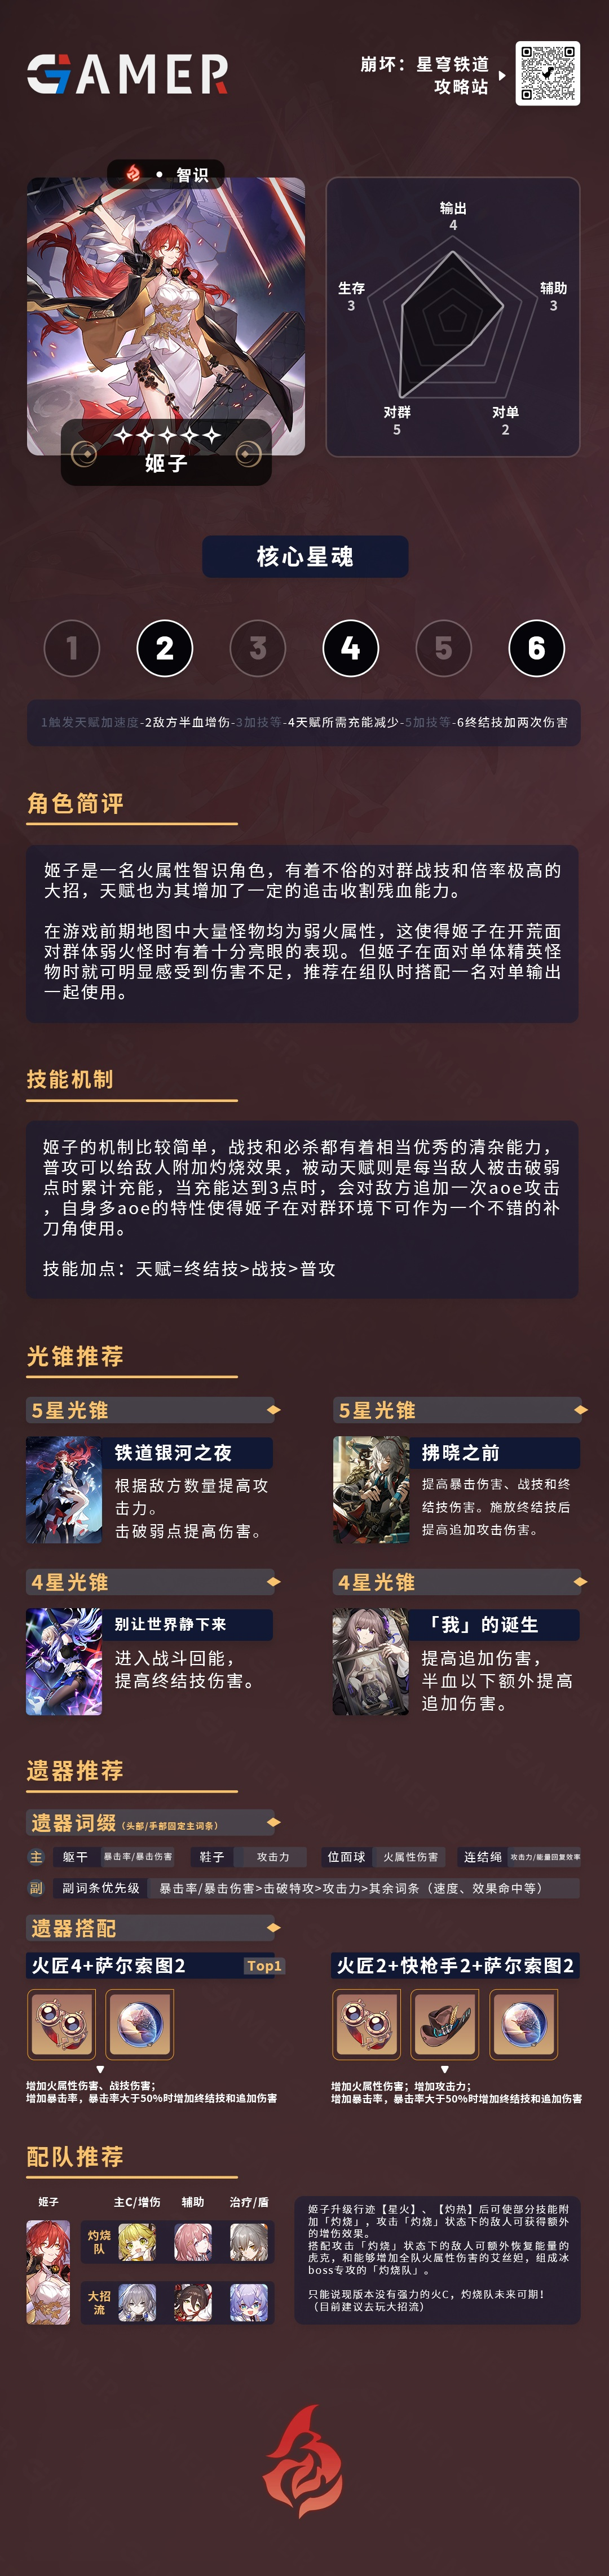 GAMER
崩坏：星穹铁道
攻略站
智识
姬子
输出
4
生存
3
辅助
3
对群
5
对单
2
核心星魂
1 2 3 4 5 6
1触发天赋加速度-2敌方半血增伤-3加技等-4天赋所需充能减少-5加技等-6终结技加两次伤害
角色简评
姬子是一名火属性智识角色，有着不俗的对群战技和倍率极高的
大招，天赋也为其增加了一定的追击收割残血能力。
在游戏前期地图中大量怪物均为弱火属性，这使得姬子在开荒面
对群体弱火怪时有着十分亮眼的表现。但姬子在面对单体精英怪
物时就可明显感受到伤害不足，推荐在组队时搭配一名对单输出
一起使用。
技能机制
姬子的机制比较简单，战技和必杀都有着相当优秀的清杂能力，
普攻可以给敌人附加灼烧效果，被动天赋则是每当敌人被击破弱
点时累计充能，当充能达到3点时，会对敌方追加一次aoe攻击
，自身多aoe的特性使得姬子在对群环境下可作为一个不错的补
刀角使用。
技能加点：天赋=终结技>战技>普攻
光锥推荐
5星光锥
铁道银河之夜
根据敌方数量提高攻
击力。
击破弱点提高伤害。
5星光锥
拂晓之前
提高暴击伤害、战技和终
结技伤害。施放终结技后
提高追加攻击伤害。
4星光锥
别让世界静下来
进入战斗回能，
提高终结技伤害。
4星光锥
「我」的诞生
提高追加伤害，
半血以下额外提高
追加伤害。
遗器推荐
遗器词缀（头部/手部固定主词条）
主 躯干 暴击率/暴击伤害 鞋子 攻击力 位面球 火属性伤害 连结绳 攻击力/能量回复效率
副 副词条优先级 暴击率/暴击伤害>击破特攻>攻击力>其余词条（速度、效果命中等）
遗器搭配
火匠4+萨尔索图2 Top1
增加火属性伤害、战技伤害；
增加暴击率，暴击率大于50%时增加终结技和追加伤害
火匠2+快枪手2+萨尔索图2
增加火属性伤害；增加攻击力；
增加暴击率，暴击率大于50%时增加终结技和追加伤害
配队推荐
姬子 主C/增伤 辅助 治疗/盾
灼烧
队
大招
流
姬子升级行迹【星火】、【灼热】后可使部分技能附
加「灼烧」，攻击「灼烧」状态下的敌人可获得额外
的增伤效果。
搭配攻击「灼烧」状态下的敌人可额外恢复能量的
虎克，和能够增加全队火属性伤害的艾丝妲，组成冰
boss专攻的「灼烧队」。
只能说现版本没有强力的火C，灼烧队未来可期！
（目前建议去玩大招流）